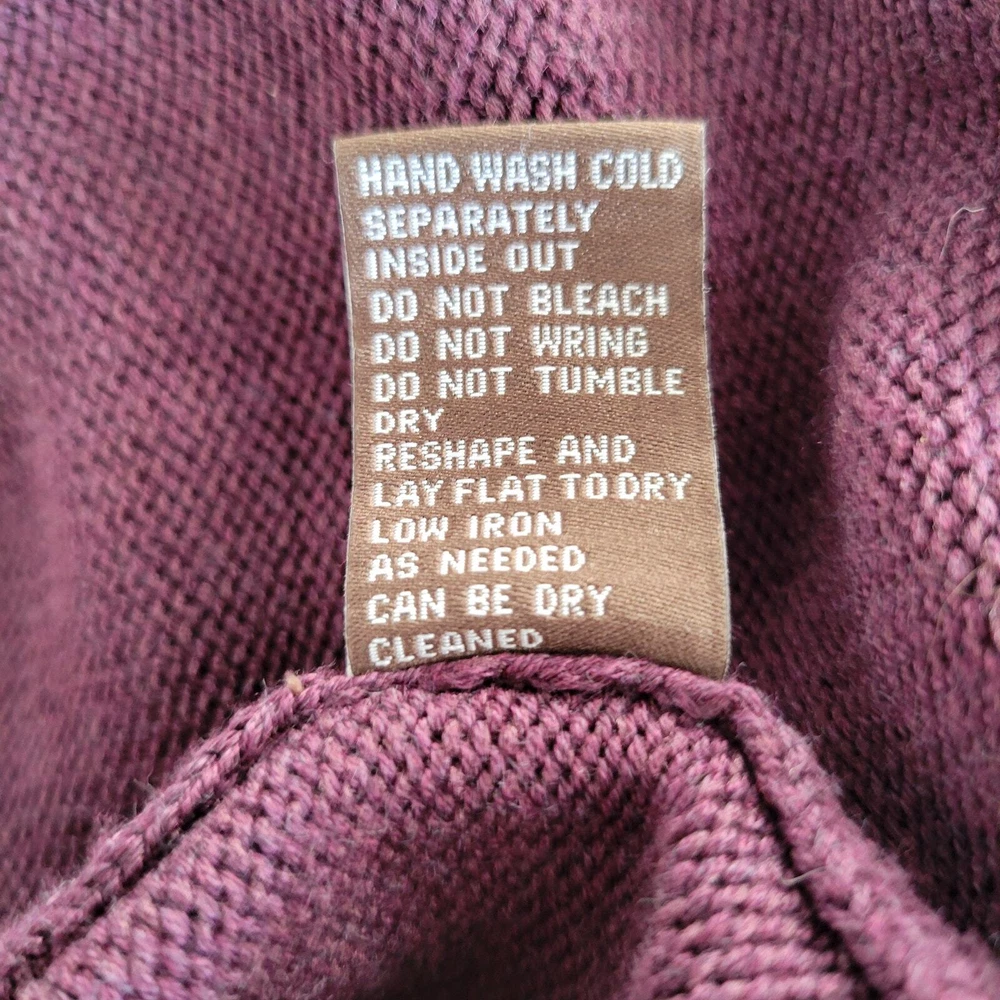 HAND WASH COLD
SEPARATELY
INSIDE OUT
DO NOT BLEACH
DO NOT WRING
DO NOT TUMBLE
DRY
RESHAPE AND
LAY FLAT TO DRY
LOW IRON
AS NEEDED
CAN BE DRY
CLEANED